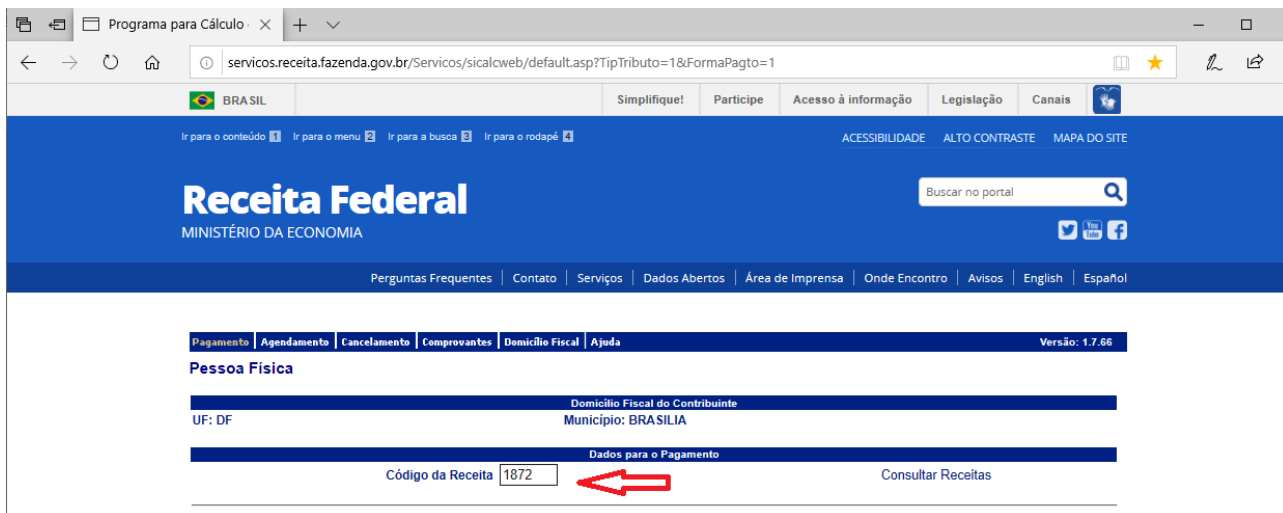 Programa para Cálculo
servicos.receita.fazenda.gov.br/Servicos/sicalcweb/default.asp?TipTributo=1&FormaPagto=1
BRASIL Simplifique! Participe Acesso à informação Legislação Canais
Ir para o conteúdo 1 Ir para o menu 2 Ir para a busca 3 Ir para o rodapé 4 ACESSIBILIDADE ALTO CONTRASTE MAPA DO SITE
Receita Federal
Buscar no portal
MINISTÉRIO DA ECONOMIA
You Tube
Perguntas Frequentes Contato Serviços Dados Abertos Área de Imprensa Onde Encontro Avisos English Español
Pagamento Agendamento Cancelamento Comprovantes Domicílio Fiscal Ajuda Versão: 1.7.66
Pessoa Física
Domicílio Fiscal do Contribuinte
UF: DF Município: BRASILIA
Dados para o Pagamento
Código da Receita 1872 Consultar Receitas